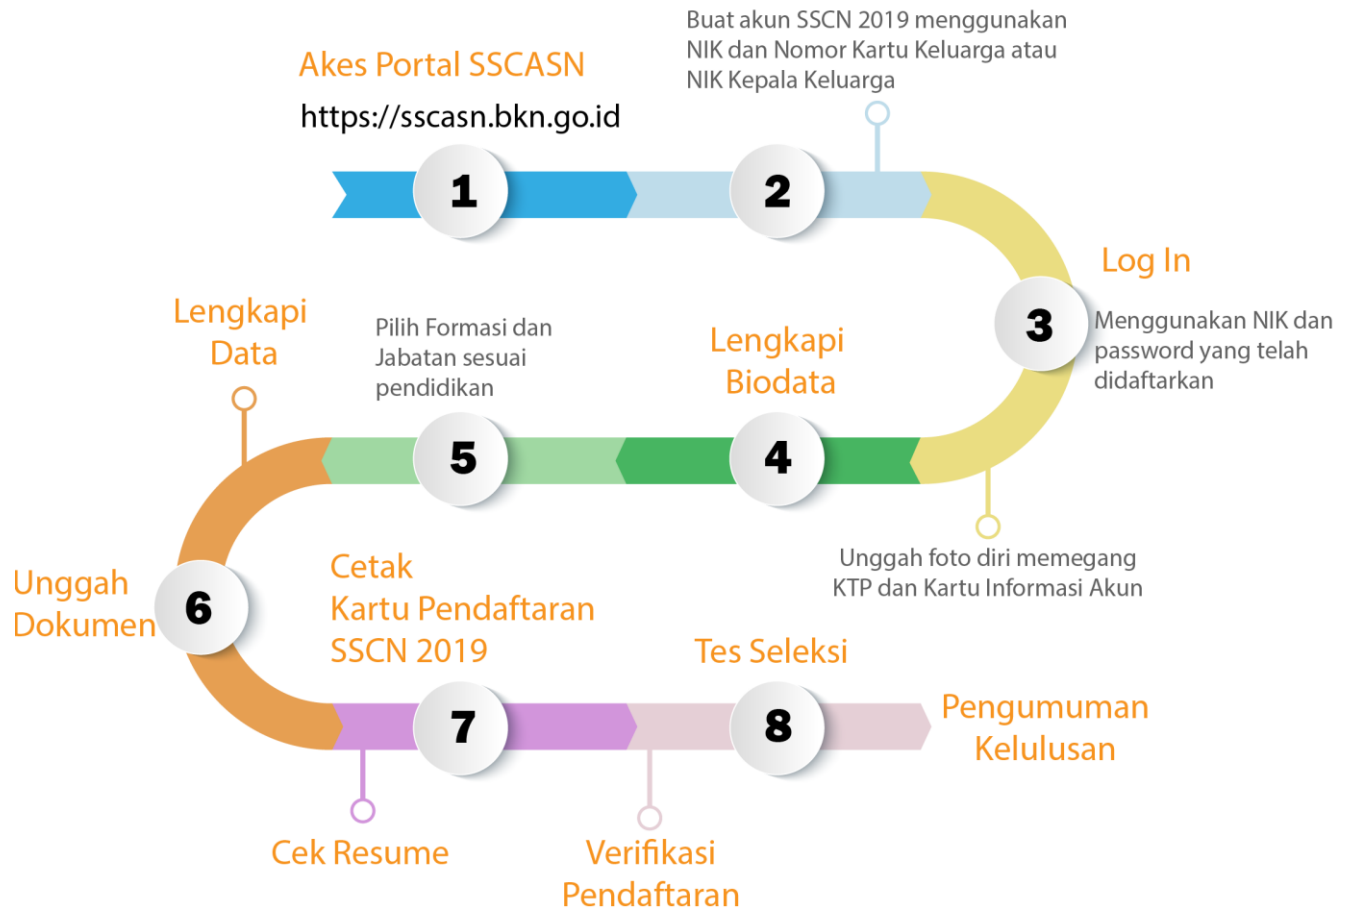 Akes Portal SSCASN
https://sscasn.bkn.go.id
1
Buat akun SSCN 2019 menggunakan
NIK dan Nomor Kartu Keluarga atau
NIK Kepala Keluarga
2
Log In
3
Menggunakan NIK dan
password yang telah
didaftarkan
Unggah foto diri memegang
KTP dan Kartu Informasi Akun
Lengkapi
Biodata
4
Pilih Formasi dan
Jabatan sesuai
pendidikan
5
Lengkapi
Data
Unggah
Dokumen
6
Cek Resume
Cetak
Kartu Pendaftaran
SSCN 2019
7
Verifikasi
Pendaftaran
Tes Seleksi
8
Pengumuman
Kelulusan